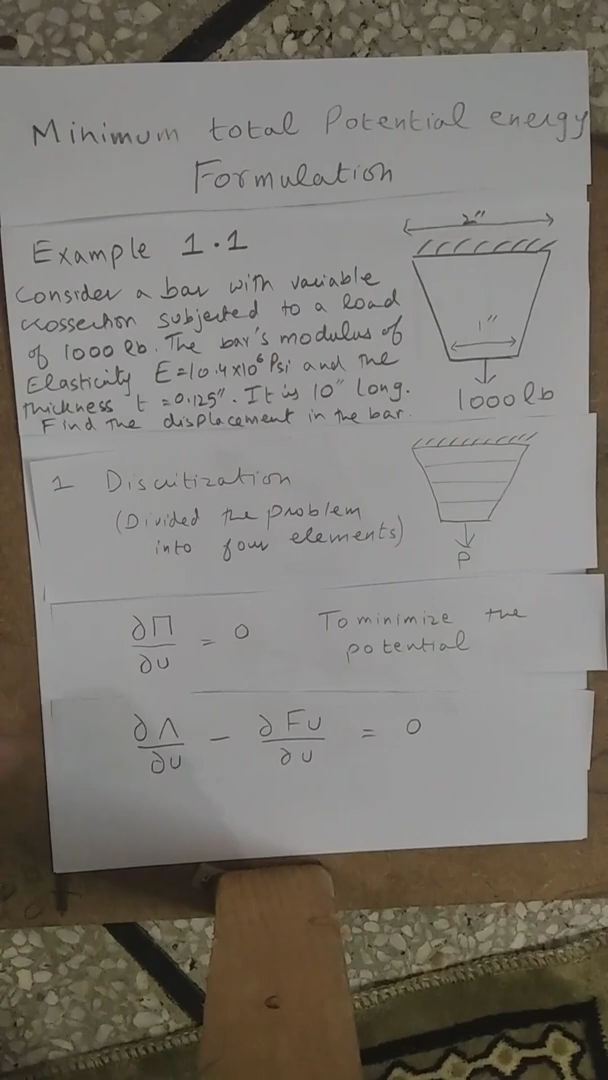 Minimum total Potential energy
Formulation
Example 1.1
Consider a bar with variable
crossection subjected to a load
of 1000 lb. The bar's modulus of
Elasticity E=10.4x10⁶ Psi and the
thickness t =0.125". It is 10" long.
Find The displacement in the bar.
2"
1"
1000 lb
1 Discritization
(Divided the problem
into four elements)
P
∂Π/∂u = 0 To minimize the
potential
∂Λ/∂u - ∂Fu/∂u = 0